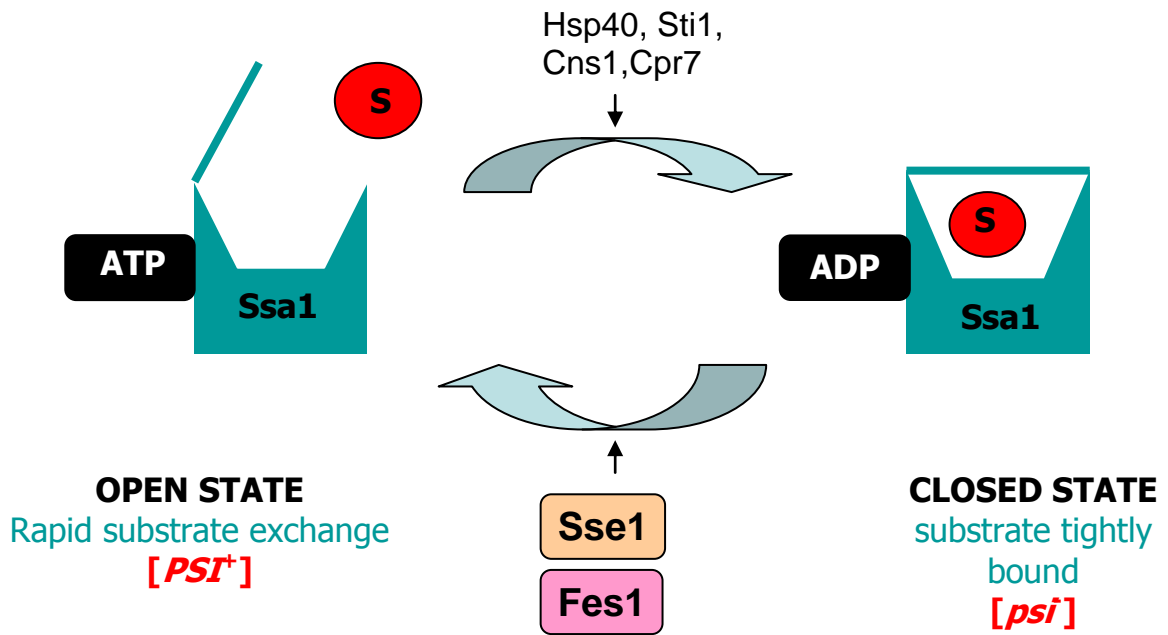 Hsp40, Sti1,
Cns1,Cpr7
S
ATP
Ssa1
S
ADP
Ssa1
OPEN STATE
Rapid substrate exchange
[PSI⁺]
Sse1
Fes1
CLOSED STATE
substrate tightly
bound
[psi⁻]